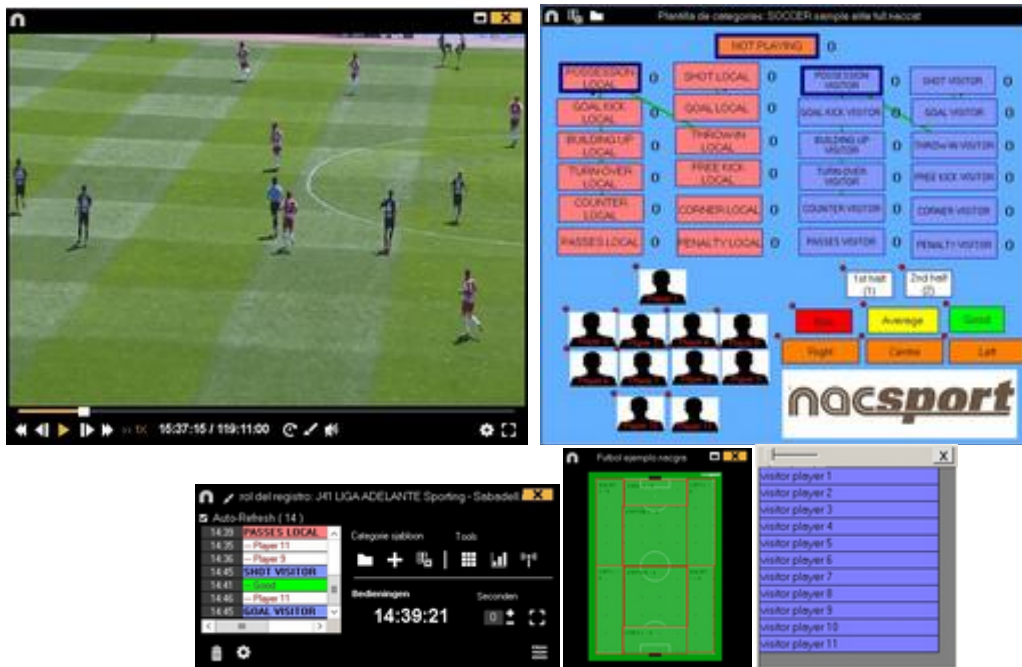 15:37:15 / 119:11:00
Plantilla de categories: SOCCER sample elite full.naccat
NOT PLAYING 0
POSSESSION LOCAL 0
SHOT LOCAL 0
POSSESSION VISITOR 0
SHOT VISITOR 0
GOAL KICK LOCAL 0
GOAL LOCAL 0
GOAL KICK VISITOR 0
GOAL VISITOR 0
BUILDING UP LOCAL 0
THROW IN LOCAL 0
BUILDING UP VISITOR 0
THROW IN VISITOR 0
TURN OVER LOCAL 0
FREE KICK LOCAL 0
TURN OVER VISITOR 0
FREE KICK VISITOR 0
COUNTER LOCAL 0
CORNER LOCAL 0
COUNTER VISITOR 0
CORNER VISITOR 0
PASSES LOCAL 0
PENALTY LOCAL 0
PASSES VISITOR 0
PENALTY VISITOR 0
1st half (1)
2nd half (2)
Average
Good
Right
Centre
Left
nacsport
rol del registro: J41 LIGA ADELANTE Sporting - Sabadell
Auto-Refresh ( 14 )
14:39 PASSES LOCAL
14:35 -- Player 11
14:36 -- Player 9
14:45 SHOT VISITOR
14:41 -- Good
14:46 -- Player 11
14:45 GOAL VISITOR
Categorie sjabloon
Tools
Bedieningen
Seconden
14:39:21
0
Futbol ejemplo nacgra
X
visitor player 1
visitor player 2
visitor player 3
visitor player 4
visitor player 5
visitor player 6
visitor player 7
visitor player 8
visitor player 9
visitor player 10
visitor player 11